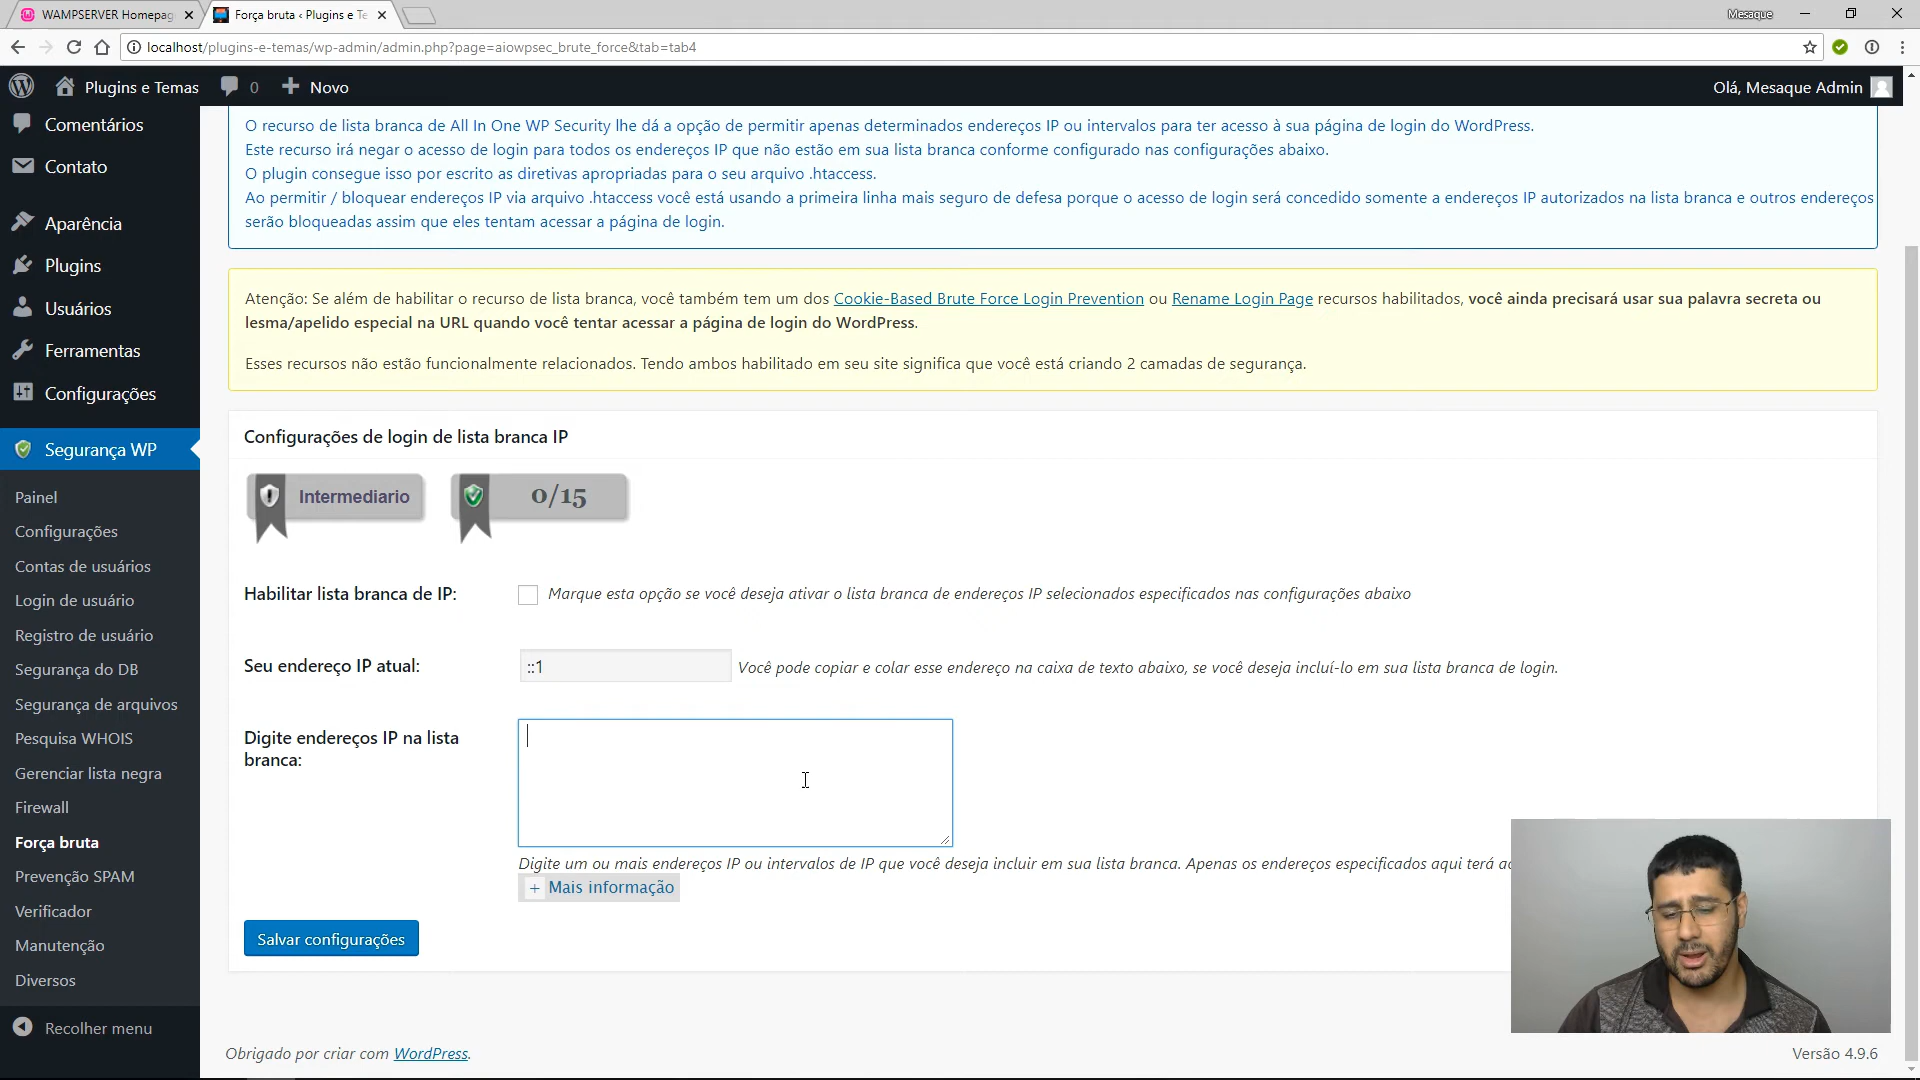 WAMPSERVER Homepag
Força bruta ‹ Plugins e Te
Mesaque
localhost/plugins-e-temas/wp-admin/admin.php?page=aiowpsec_brute_force&tab=tab4
Plugins e Temas
0
Novo
Olá, Mesaque Admin
Comentários
Contato
Aparência
Plugins
Usuários
Ferramentas
Configurações
Segurança WP
Painel
Configurações
Contas de usuários
Login de usuário
Registro de usuário
Segurança do DB
Segurança de arquivos
Pesquisa WHOIS
Gerenciar lista negra
Firewall
Força bruta
Prevenção SPAM
Verificador
Manutenção
Diversos
Recolher menu
O recurso de lista branca de All In One WP Security lhe dá a opção de permitir apenas determinados endereços IP ou intervalos para ter acesso à sua página de login do WordPress.
Este recurso irá negar o acesso de login para todos os endereços IP que não estão em sua lista branca conforme configurado nas configurações abaixo.
O plugin consegue isso por escrito as diretivas apropriadas para o seu arquivo .htaccess.
Ao permitir / bloquear endereços IP via arquivo .htaccess você está usando a primeira linha mais seguro de defesa porque o acesso de login será concedido somente a endereços IP autorizados na lista branca e outros endereços
serão bloqueadas assim que eles tentam acessar a página de login.
Atenção: Se além de habilitar o recurso de lista branca, você também tem um dos Cookie-Based Brute Force Login Prevention ou Rename Login Page recursos habilitados, você ainda precisará usar sua palavra secreta ou
lesma/apelido especial na URL quando você tentar acessar a página de login do WordPress.
Esses recursos não estão funcionalmente relacionados. Tendo ambos habilitado em seu site significa que você está criando 2 camadas de segurança.
Configurações de login de lista branca IP
Intermediario
0/15
Habilitar lista branca de IP:
Marque esta opção se você deseja ativar o lista branca de endereços IP selecionados especificados nas configurações abaixo
Seu endereço IP atual:
::1
Você pode copiar e colar esse endereço na caixa de texto abaixo, se você deseja incluí-lo em sua lista branca de login.
Digite endereços IP na lista
branca:
Digite um ou mais endereços IP ou intervalos de IP que você deseja incluir em sua lista branca. Apenas os endereços especificados aqui terá ac
+ Mais informação
Salvar configurações
Obrigado por criar com WordPress.
Versão 4.9.6